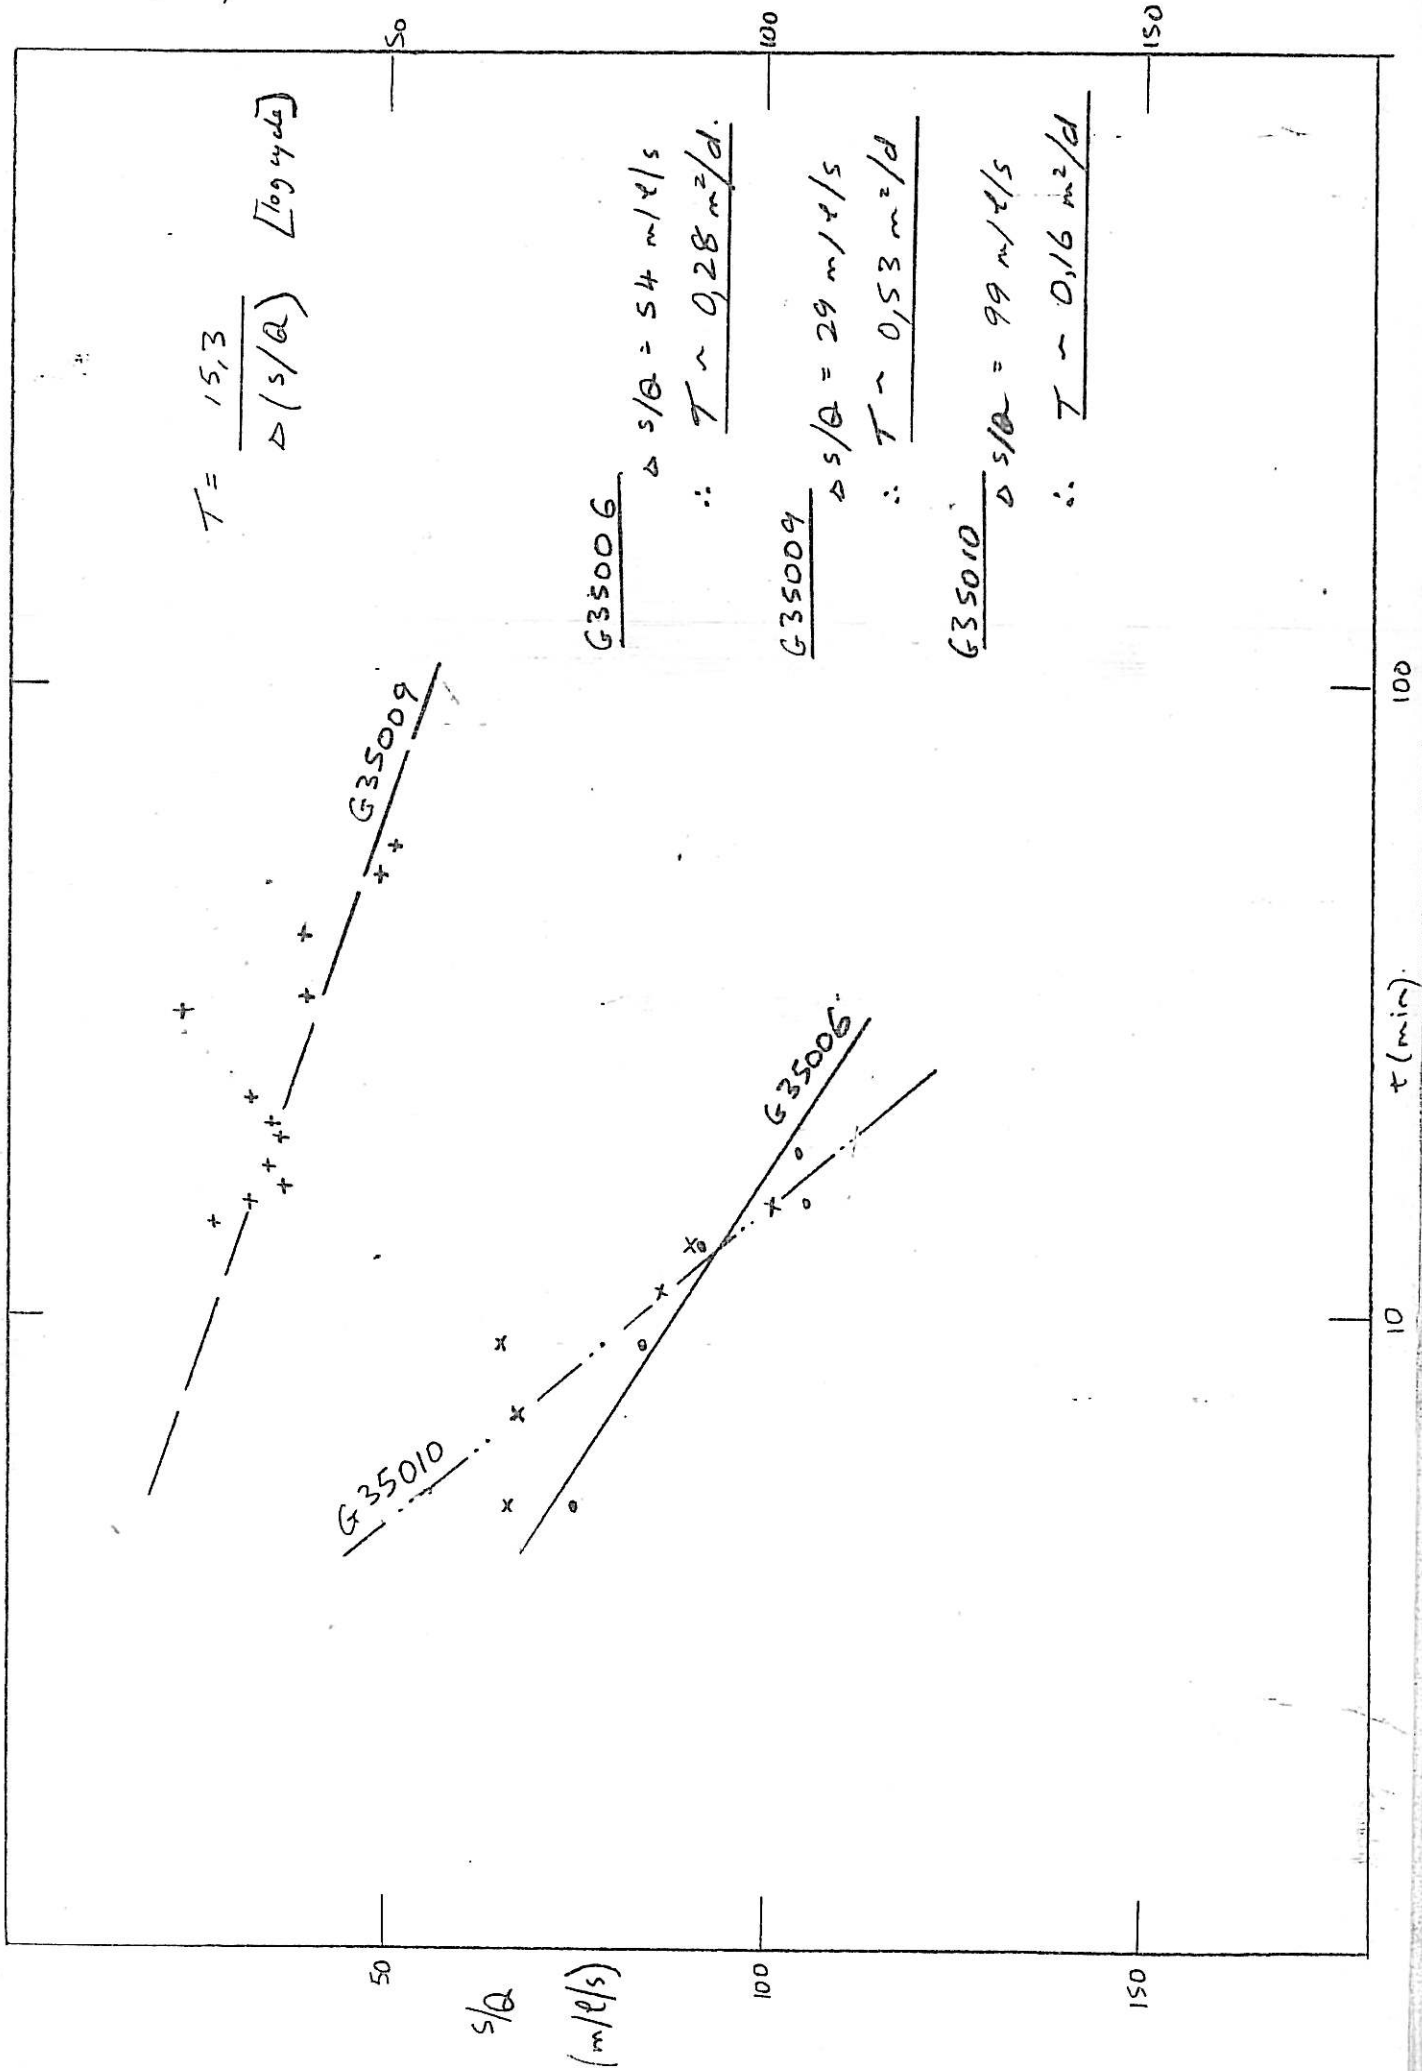 T = 15,3
Δ(s/Q) [log cycle]
G35009
G35010
G35006
G35006
Δ s/Q = 54 m/ℓ/s
∴ T ~ 0,28 m²/d.
G35009
Δ s/Q = 29 m/ℓ/s
∴ T ~ 0,53 m²/d
G35010
Δ s/Q = 99 m/ℓ/s
∴ T ~ 0,16 m²/d
50
100
150
50
s/Q
(m/ℓ/s)
100
150
10
100
t (min).